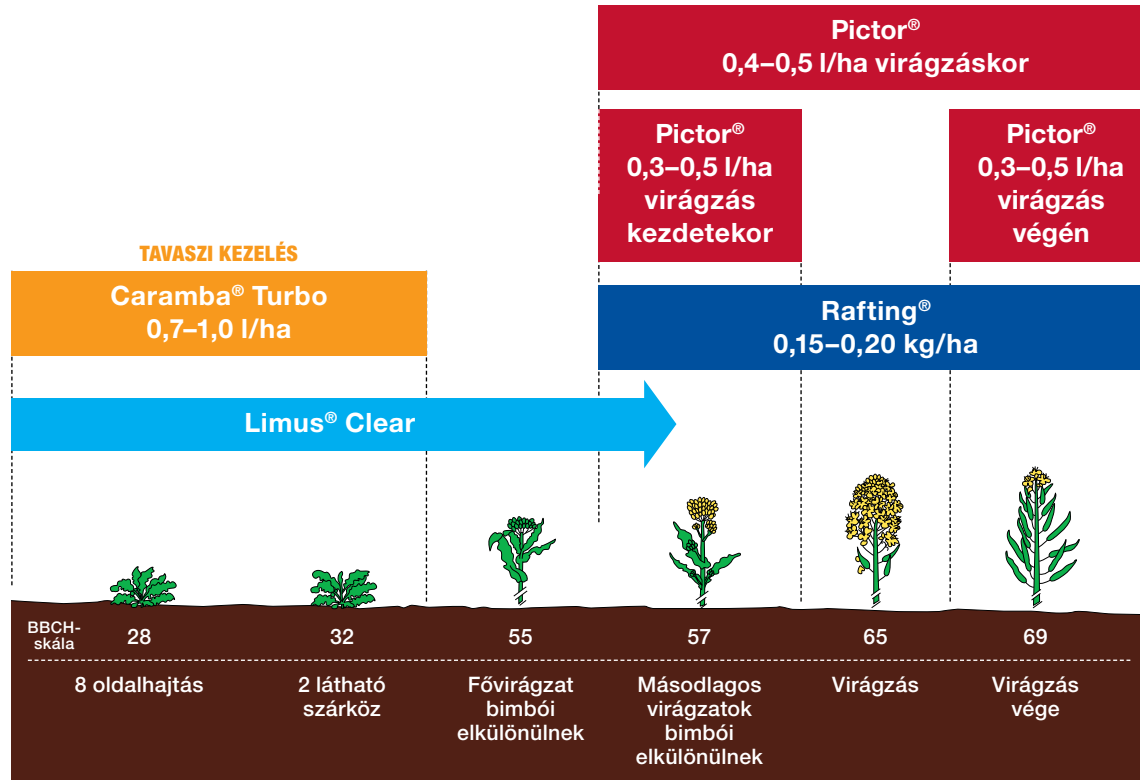 Pictor®
0,4–0,5 l/ha virágzáskor
Pictor®
0,3–0,5 l/ha
virágzás
kezdetekor
Pictor®
0,3–0,5 l/ha
virágzás
végén
TAVASZI KEZELÉS
Caramba® Turbo
0,7–1,0 l/ha
Rafting®
0,15–0,20 kg/ha
Limus® Clear
BBCH-
skála
28
32
55
57
65
69
8 oldalhajtás
2 látható
szárköz
Fővirágzat
bimbói
elkülönülnek
Másodlagos
virágzatok
bimbói
elkülönülnek
Virágzás
Virágzás
vége